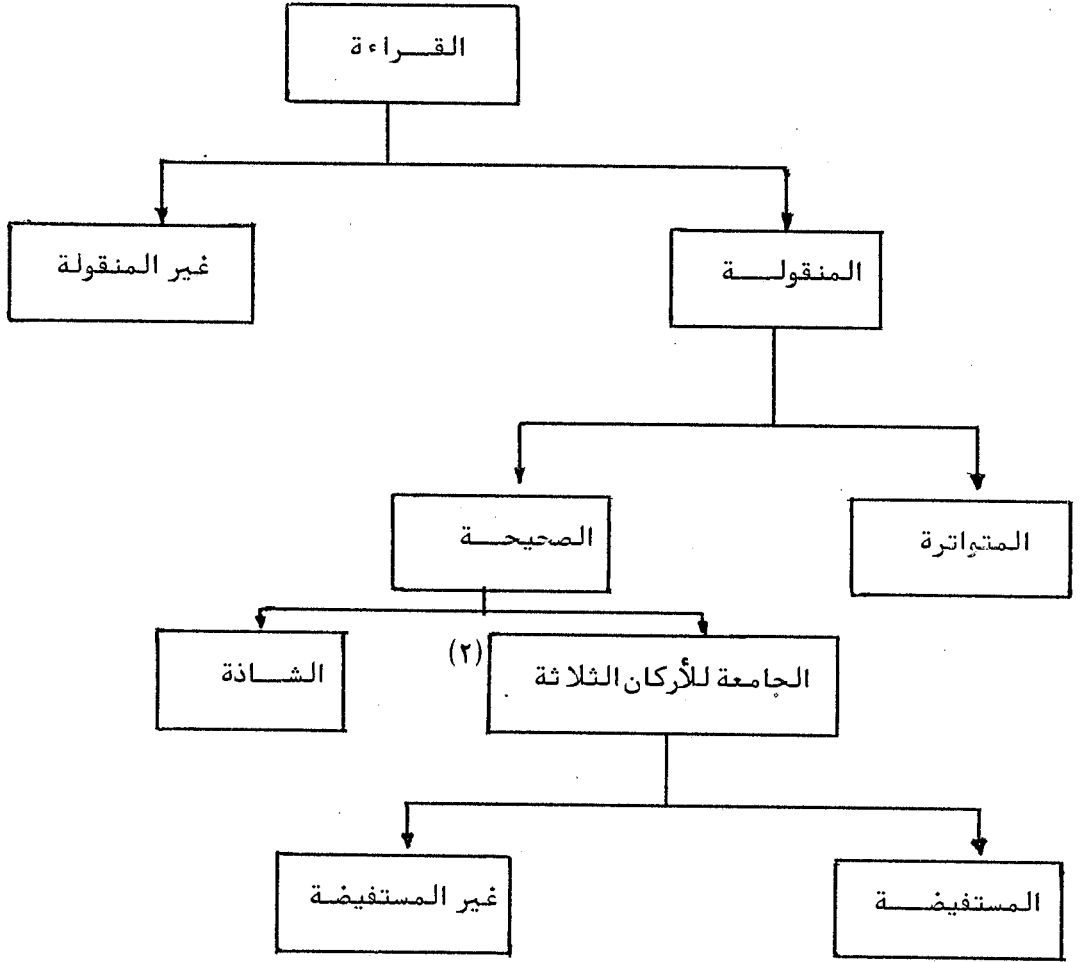 القراءة
المنقولة
غير المنقولة
المتواترة
الصحيحة
الجامعة للأركان الثلاثة (٢)
الشاذة
المستفيضة
غير المستفيضة